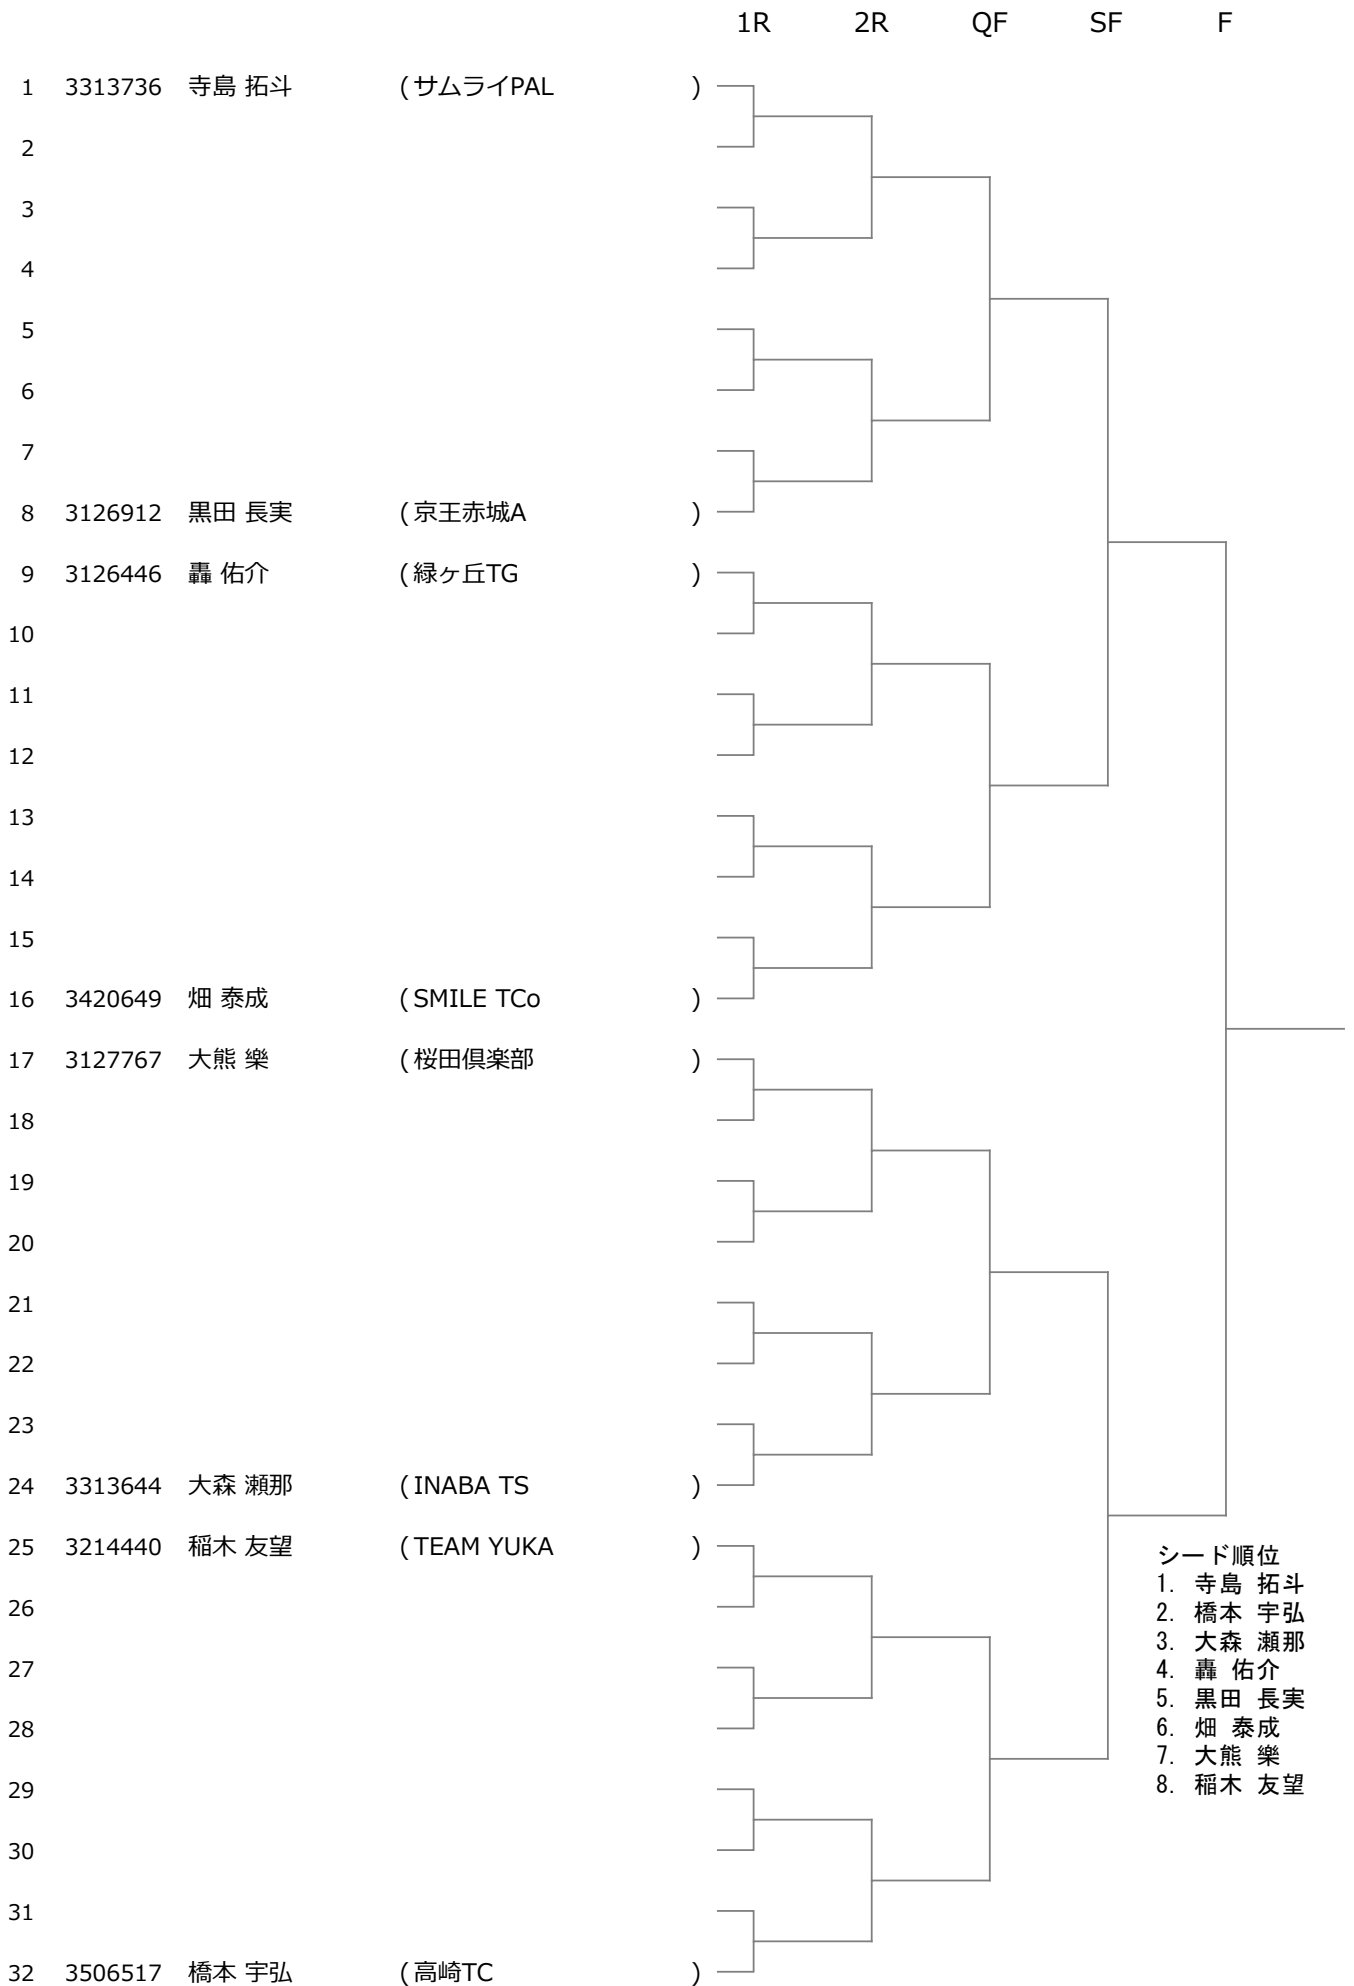 1R 2R QF SF F
1 3313736 寺島 拓斗 (サムライPAL )
2
3
4
5
6
7
8 3126912 黒田 長実 (京王赤城A )
9 3126446 轟 佑介 (緑ヶ丘TG )
10
11
12
13
14
15
16 3420649 畑 泰成 (SMILE TCo )
17 3127767 大熊 樂 (桜田倶楽部 )
18
19
20
21
22
23
24 3313644 大森 瀬那 (INABA TS )
25 3214440 稲木 友望 (TEAM YUKA )
26
27
28
29
30
31
32 3506517 橋本 宇弘 (高崎TC )
シード順位
1. 寺島 拓斗
2. 橋本 宇弘
3. 大森 瀬那
4. 轟 佑介
5. 黒田 長実
6. 畑 泰成
7. 大熊 樂
8. 稲木 友望